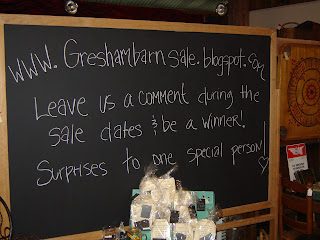 www.Greshambarnsale.blogspot.com
Leave us a comment during the
sale dates & be a winner!
Surprises to one special person!